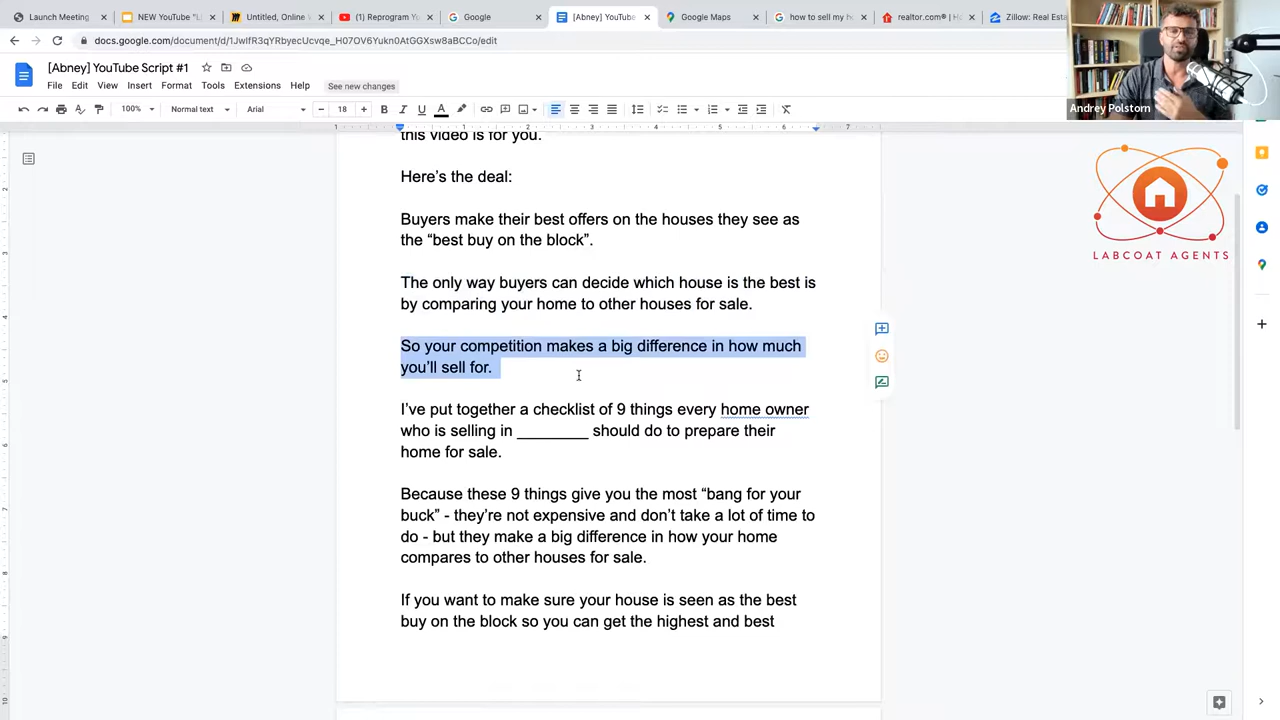 Launch Meeting
NEW YouTube "L
Untitled, Online
(1) Reprogram Yo
Google
[Abney] YouTube
Google Maps
how to sell my h
realtor.com® | Ho
Zillow: Real Esta
docs.google.com/document/d/
[Abney] YouTube Script #1
File Edit View Insert Format Tools Extensions Help See new changes
100% Normal text Arial 18
Andrey Polstorn
LABCOAT AGENTS
this video is for you.
Here’s the deal:
Buyers make their best offers on the houses they see as
the “best buy on the block”.
The only way buyers can decide which house is the best is
by comparing your home to other houses for sale.
So your competition makes a big difference in how much
you’ll sell for.
I’ve put together a checklist of 9 things every home owner
who is selling in ________ should do to prepare their
home for sale.
Because these 9 things give you the most “bang for your
buck” - they’re not expensive and don’t take a lot of time to
do - but they make a big difference in how your home
compares to other houses for sale.
If you want to make sure your house is seen as the best
buy on the block so you can get the highest and best